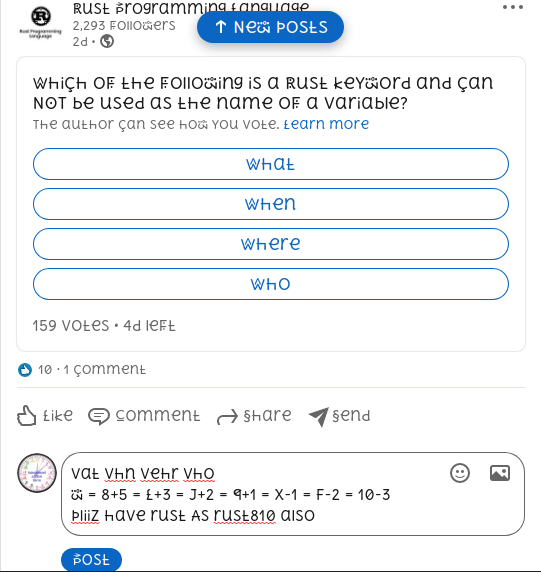 Rust Programming Language
2,293 followers
2d •
↑ New posts
Rust Programming Language
Which of the following is a Rust keyword and can
NOT be used as the name of a variable?
The author can see how you vote. Learn more
What
When
Where
Who
159 votes • 4d left
10 · 1 comment
Like Comment Share Send
vat vhn vehr vho
W = 8+5 = L+3 = J+2 = 9+1 = X-1 = F-2 = 10-3
pliiz have rust as rust810 also
Post